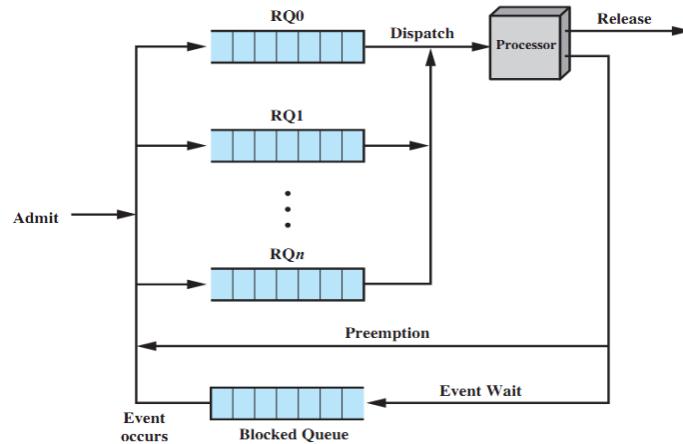 RQ0
Dispatch
Release
Processor
RQ1
Admit
RQn
Preemption
Event Wait
Event
occurs
Blocked Queue